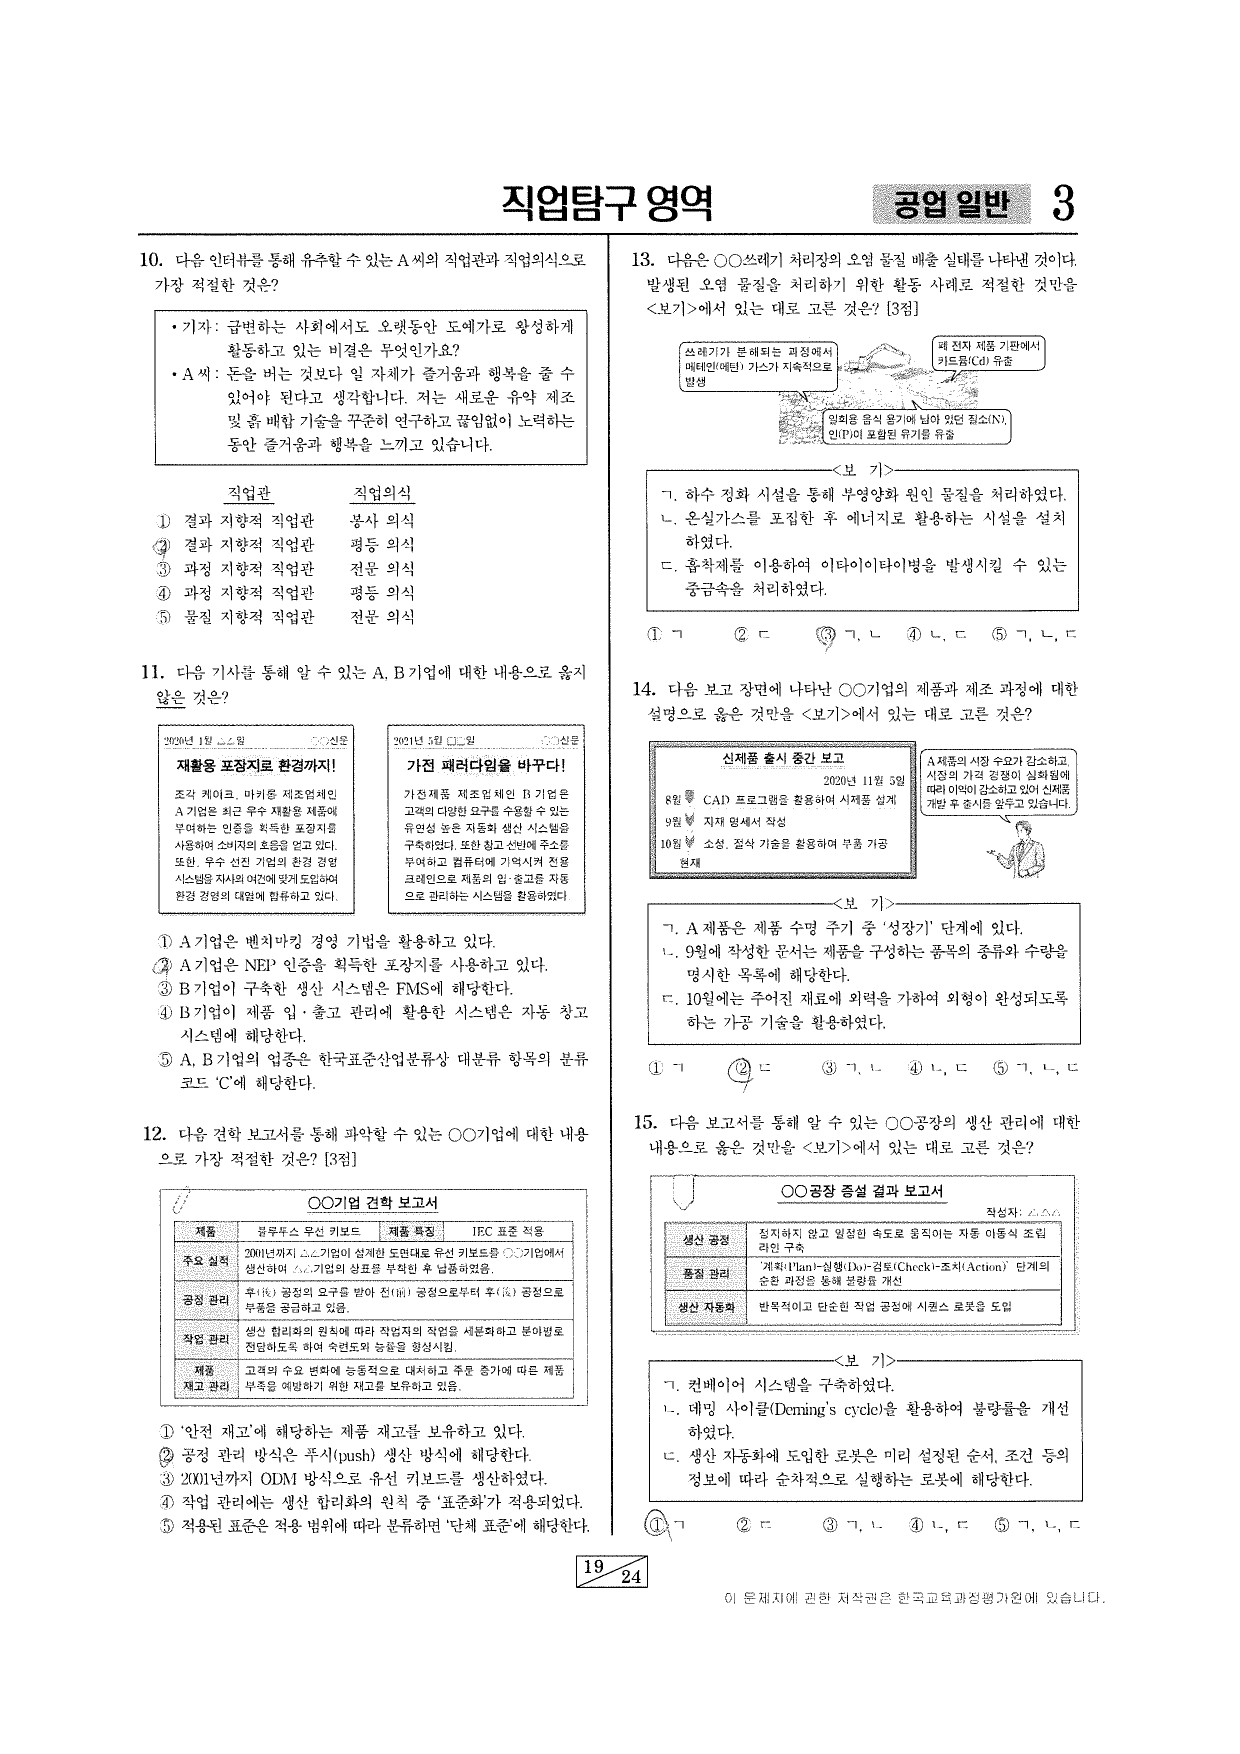 직업탐구 영역
공업 일반 3
10. 다음 인터뷰를 통해 유추할 수 있는 A씨의 직업관과 직업의식으로
가장 적절한 것은?
• 기자: 급변하는 사회에서도 오랫동안 도예가로 왕성하게
활동하고 있는 비결은 무엇인가요?
• A씨: 돈을 버는 것보다 일 자체가 즐거움과 행복을 줄 수
있어야 된다고 생각합니다. 저는 새로운 유약 제조
및 흙 배합 기술을 꾸준히 연구하고 끊임없이 노력하는
동안 즐거움과 행복을 느끼고 있습니다.
직업관 직업의식
① 결과 지향적 직업관 봉사 의식
② 결과 지향적 직업관 평등 의식
③ 과정 지향적 직업관 전문 의식
④ 과정 지향적 직업관 평등 의식
⑤ 물질 지향적 직업관 전문 의식
11. 다음 기사를 통해 알 수 있는 A, B기업에 대한 내용으로 옳지
않은 것은?
2020년 1월 △△일 ○○신문
재활용 포장지로 환경까지!
조각 케이크, 마카롱 제조업체인
A기업은 최근 우수 재활용 제품에
부여하는 인증을 획득한 포장지를
사용하여 소비자의 호응을 얻고 있다.
또한, 우수 선진 기업의 환경 경영
시스템을 자사의 여건에 맞게 도입하여
환경 경영의 대열에 합류하고 있다.
2021년 5월 □□일 ○○신문
가전 패러다임을 바꾸다!
가전제품 제조업체인 B기업은
고객의 다양한 요구를 수용할 수 있는
유연성 높은 자동화 생산 시스템을
구축하였다. 또한 창고 선반에 주소를
부여하고 컴퓨터에 기억시켜 전용
크레인으로 제품의 입·출고를 자동
으로 관리하는 시스템을 활용하였다.
① A기업은 벤치마킹 경영 기법을 활용하고 있다.
② A기업은 NEP 인증을 획득한 포장지를 사용하고 있다.
③ B기업이 구축한 생산 시스템은 FMS에 해당한다.
④ B기업이 제품 입·출고 관리에 활용한 시스템은 자동 창고
시스템에 해당한다.
⑤ A, B기업의 업종은 한국표준산업분류상 대분류 항목의 분류
코드 ‘C’에 해당한다.
12. 다음 견학 보고서를 통해 파악할 수 있는 ○○기업에 대한 내용
으로 가장 적절한 것은? [3점]
○○기업 견학 보고서
제품 블루투스 무선 키보드 제품 특징 IEC 표준 적용
주요 실적 2001년까지 △△기업이 설계한 도면대로 유선 키보드를 ○○기업에서
생산하여 △△기업의 상표를 부착한 후 납품하였음.
공정 관리 후(後) 공정의 요구를 받아 전(前) 공정으로부터 후(後) 공정으로
부품을 공급하고 있음.
작업 관리 생산 합리화의 원칙에 따라 작업자의 작업을 세분화하고 분야별로
전담하도록 하여 숙련도와 능률을 향상시킴.
제품
재고 관리 고객의 수요 변화에 능동적으로 대처하고 주문 증가에 따른 제품
부족을 예방하기 위한 재고를 보유하고 있음.
① ‘안전 재고’에 해당하는 제품 재고를 보유하고 있다.
② 공정 관리 방식은 푸시(push) 생산 방식에 해당한다.
③ 2001년까지 ODM 방식으로 유선 키보드를 생산하였다.
④ 작업 관리에는 생산 합리화의 원칙 중 ‘표준화’가 적용되었다.
⑤ 적용된 표준은 적용 범위에 따라 분류하면 ‘단체 표준’에 해당한다.
13. 다음은 ○○쓰레기 처리장의 오염 물질 배출 실태를 나타낸 것이다.
발생된 오염 물질을 처리하기 위한 활동 사례로 적절한 것만을
<보기>에서 있는 대로 고른 것은? [3점]
쓰레기가 분해되는 과정에서
메테인(메탄) 가스가 지속적으로
발생
폐 전자 제품 기판에서
카드뮴(Cd) 유출
일회용 음식 용기에 남아 있던 질소(N),
인(P)이 포함된 유기물 유출
<보 기>
ㄱ. 하수 정화 시설을 통해 부영양화 원인 물질을 처리하였다.
ㄴ. 온실가스를 포집한 후 에너지로 활용하는 시설을 설치
하였다.
ㄷ. 흡착제를 이용하여 이타이이타이병을 발생시킬 수 있는
중금속을 처리하였다.
① ㄱ ② ㄷ ③ ㄱ, ㄴ ④ ㄴ, ㄷ ⑤ ㄱ, ㄴ, ㄷ
14. 다음 보고 장면에 나타난 ○○기업의 제품과 제조 과정에 대한
설명으로 옳은 것만을 <보기>에서 있는 대로 고른 것은?
신제품 출시 중간 보고
2020년 11월 5일
8월 CAD 프로그램을 활용하여 시제품 설계
9월 자재 명세서 작성
10월 소성, 절삭 기술을 활용하여 부품 가공
현재
A제품의 시장 수요가 감소하고,
시장의 가격 경쟁이 심화됨에
따라 이익이 감소하고 있어 신제품
개발 후 출시를 앞두고 있습니다.
<보 기>
ㄱ. A제품은 제품 수명 주기 중 ‘성장기’ 단계에 있다.
ㄴ. 9월에 작성한 문서는 제품을 구성하는 품목의 종류와 수량을
명시한 목록에 해당한다.
ㄷ. 10월에는 주어진 재료에 외력을 가하여 외형이 완성되도록
하는 가공 기술을 활용하였다.
① ㄱ ② ㄷ ③ ㄱ, ㄴ ④ ㄴ, ㄷ ⑤ ㄱ, ㄴ, ㄷ
15. 다음 보고서를 통해 알 수 있는 ○○공장의 생산 관리에 대한
내용으로 옳은 것만을 <보기>에서 있는 대로 고른 것은?
○○공장 증설 결과 보고서
작성자: △△△
생산 공정 정지하지 않고 일정한 속도로 움직이는 자동 이동식 조립
라인 구축
품질 관리 ‘계획(Plan)-실행(Do)-검토(Check)-조치(Action)’ 단계의
순환 과정을 통해 불량률 개선
생산 자동화 반복적이고 단순한 작업 공정에 시퀀스 로봇을 도입
<보 기>
ㄱ. 컨베이어 시스템을 구축하였다.
ㄴ. 데밍 사이클(Deming's cycle)을 활용하여 불량률을 개선
하였다.
ㄷ. 생산 자동화에 도입한 로봇은 미리 설정된 순서, 조건 등의
정보에 따라 순차적으로 실행하는 로봇에 해당한다.
① ㄱ ② ㄷ ③ ㄱ, ㄴ ④ ㄴ, ㄷ ⑤ ㄱ, ㄴ, ㄷ
19 24
이 문제지에 관한 저작권은 한국교육과정평가원에 있습니다.